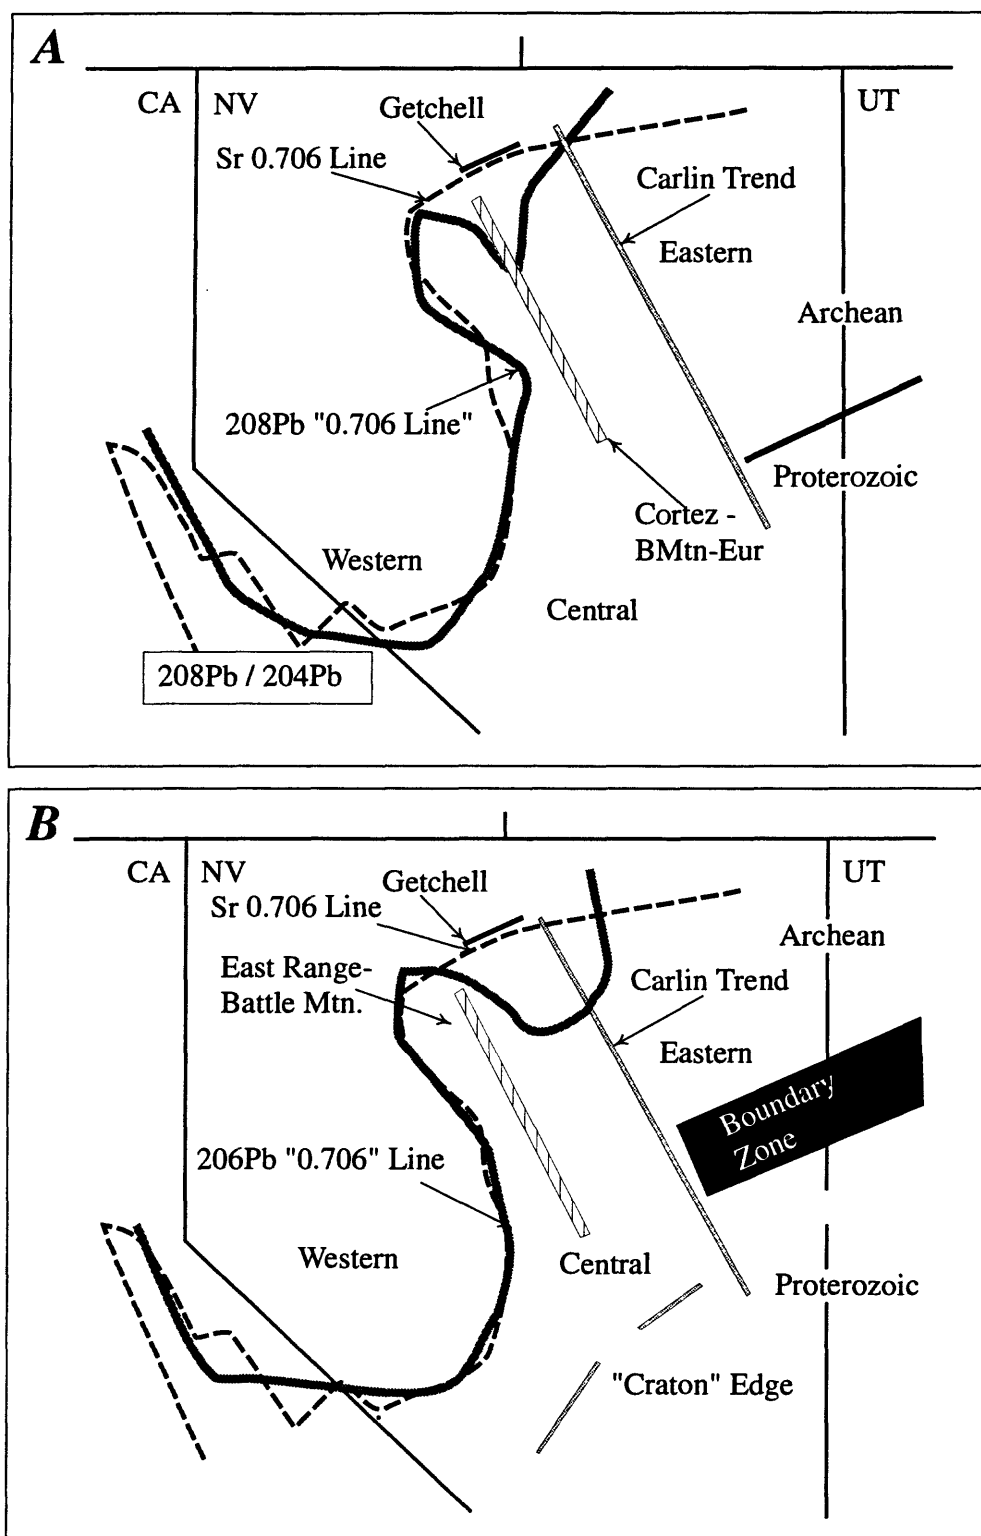 A
CA
NV
UT
Getchell
Sr 0.706 Line
Carlin Trend
Eastern
Archean
208Pb "0.706 Line"
Proterozoic
Cortez -
BMtn-Eur
Western
Central
208Pb / 204Pb
B
CA
NV
UT
Getchell
Sr 0.706 Line
Archean
East Range-
Battle Mtn.
Carlin Trend
Eastern
Boundary
Zone
206Pb "0.706" Line
Western
Central
Proterozoic
"Craton" Edge